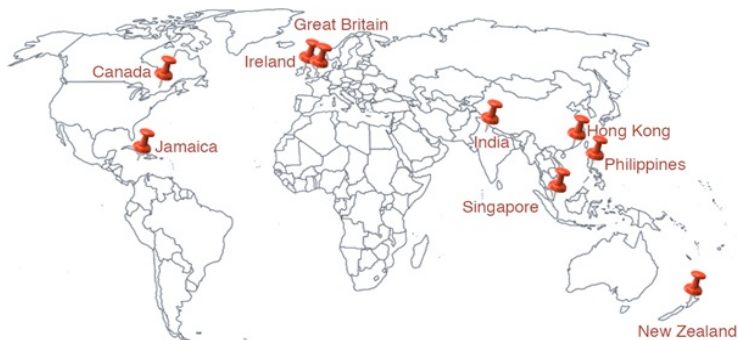 Great Britain
Ireland
Canada
Hong Kong
India
Jamaica
Philippines
Singapore
New Zealand